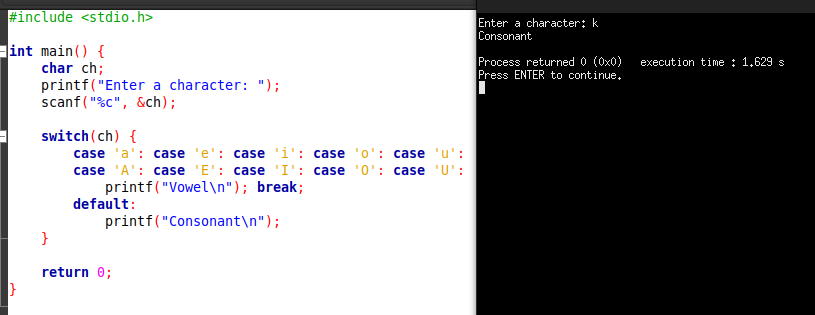 #include <stdio.h>
int main() {
    char ch;
    printf("Enter a character: ");
    scanf("%c", &ch);
    switch(ch) {
        case 'a': case 'e': case 'i': case 'o': case 'u':
        case 'A': case 'E': case 'I': case 'O': case 'U':
            printf("Vowel\n"); break;
        default:
            printf("Consonant\n");
    }
    return 0;
}
Enter a character: k
Consonant
Process returned 0 (0x0)   execution time : 1.629 s
Press ENTER to continue.